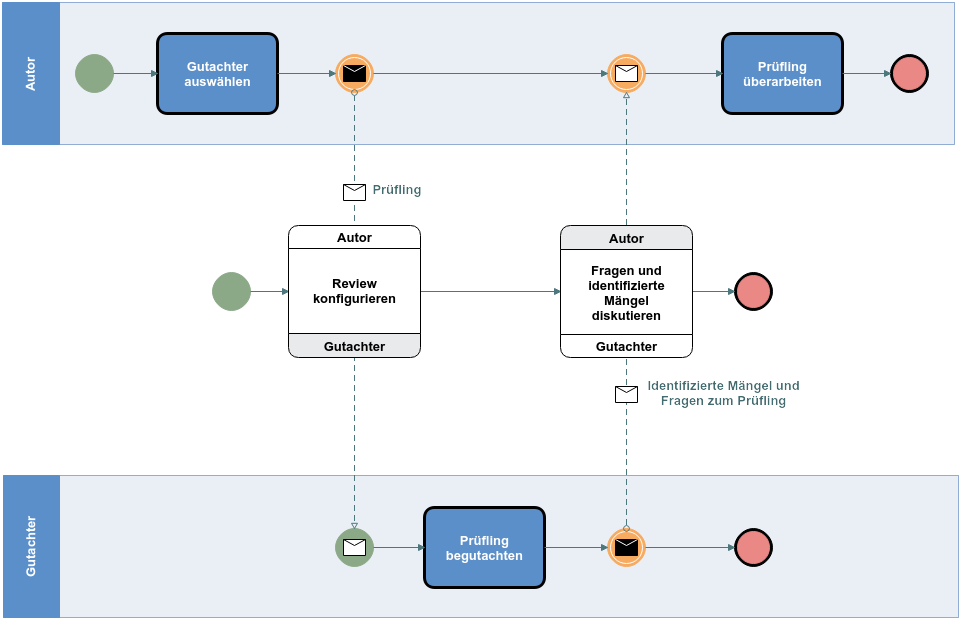 Autor
Gutachter
auswählen
Prüfling
überarbeiten
Prüfling
Autor
Review
konfigurieren
Gutachter
Autor
Fragen und
identifizierte
Mängel
diskutieren
Gutachter
Identifizierte Mängel und
Fragen zum Prüfling
Gutachter
Prüfling
begutachten